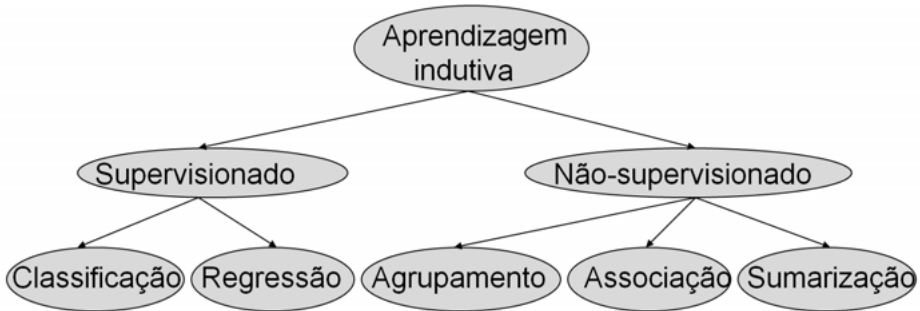 Aprendizagem
indutiva
Supervisionado
Não-supervisionado
Classificação
Regressão
Agrupamento
Associação
Sumarização